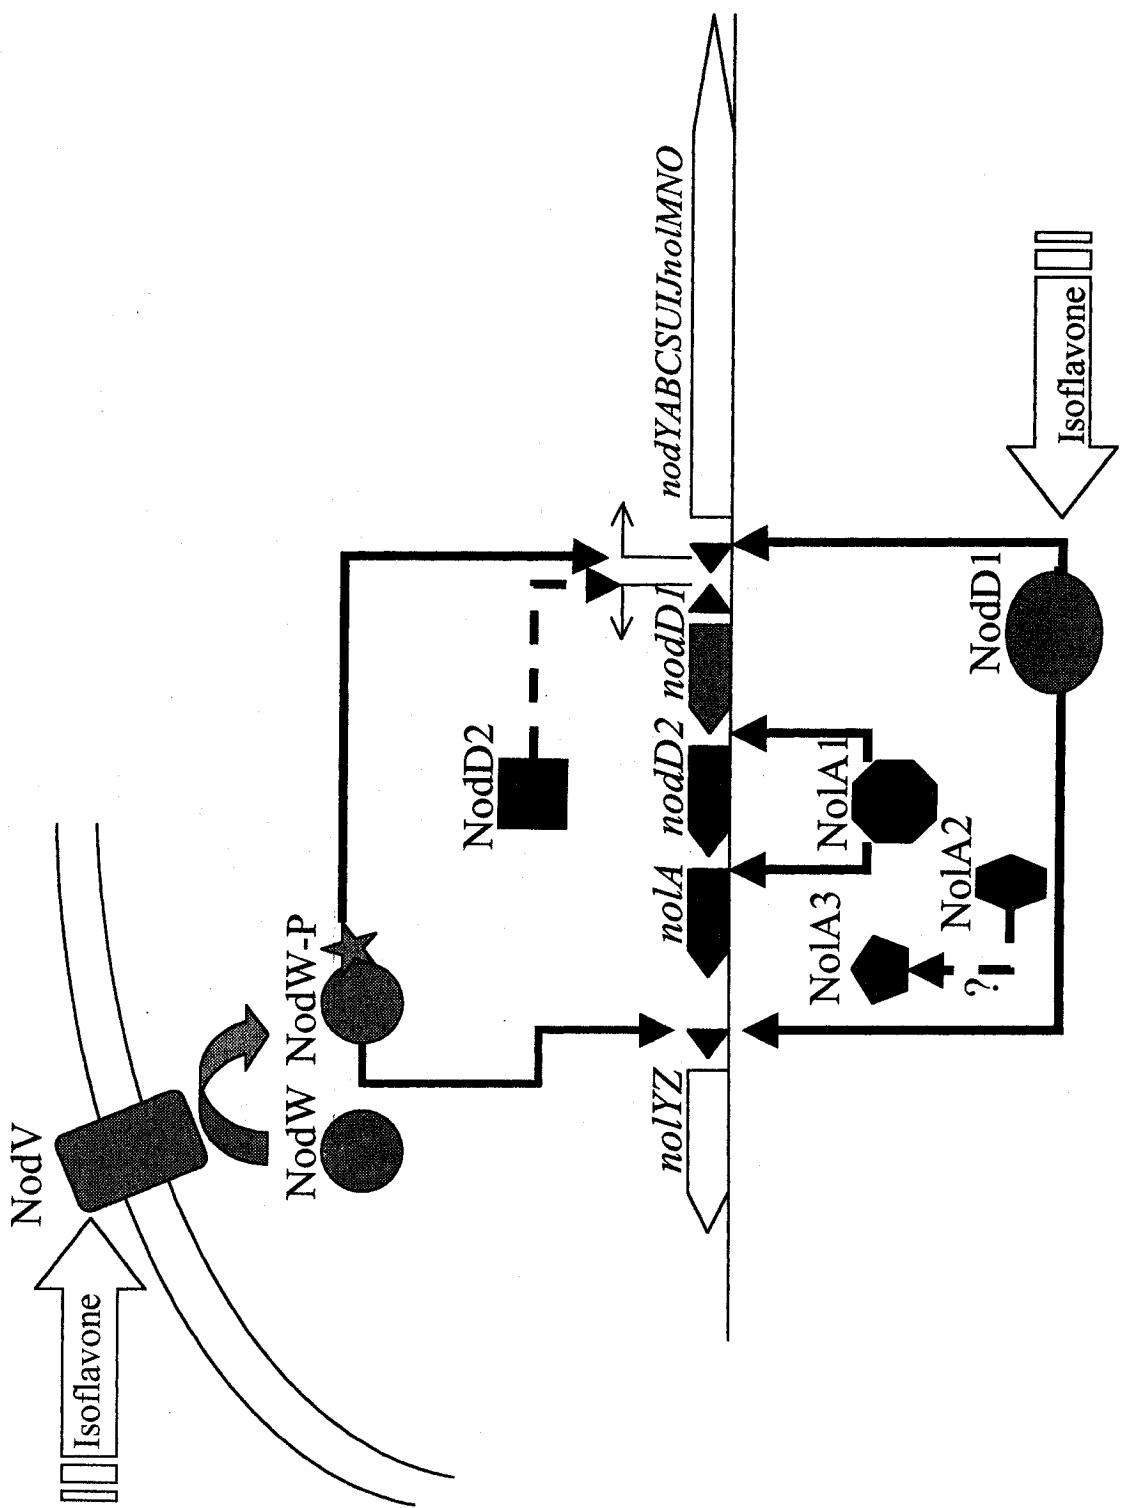 Isoflavone
NodV
NodW
NodW-P
NodD2
nolYZ
nolA
nodD2
nodD1
nodYABCSUIJnolMNO
NolA3
NolA1
?
NolA2
NodD1
Isoflavone